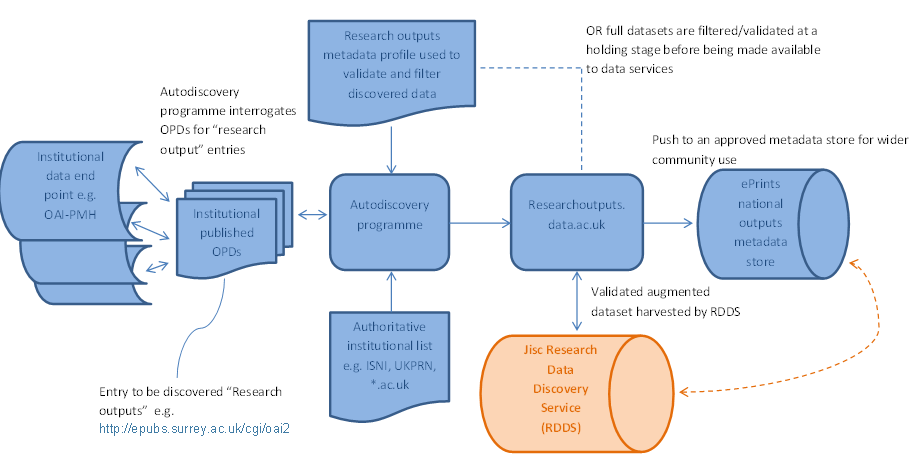 Research outputs
metadata profile used to
validate and filter
discovered data
OR full datasets are filtered/validated at a
holding stage before being made available
to data services
Autodiscovery
programme interrogates
OPDs for “research
output” entries
Push to an approved metadata store for wider
community use
Institutional
data end
point e.g.
OAI-PMH
Institutional
published
OPDs
Autodiscovery
programme
Researchoutputs.
data.ac.uk
ePrints
national
outputs
metadata
store
Validated augmented
dataset harvested by RDDS
Authoritative
institutional list
e.g. ISNI, UKPRN,
*.ac.uk
Jisc Research
Data
Discovery
Service
(RDDS)
Entry to be discovered “Research
outputs” e.g.
http://epubs.surrey.ac.uk/cgi/oai2